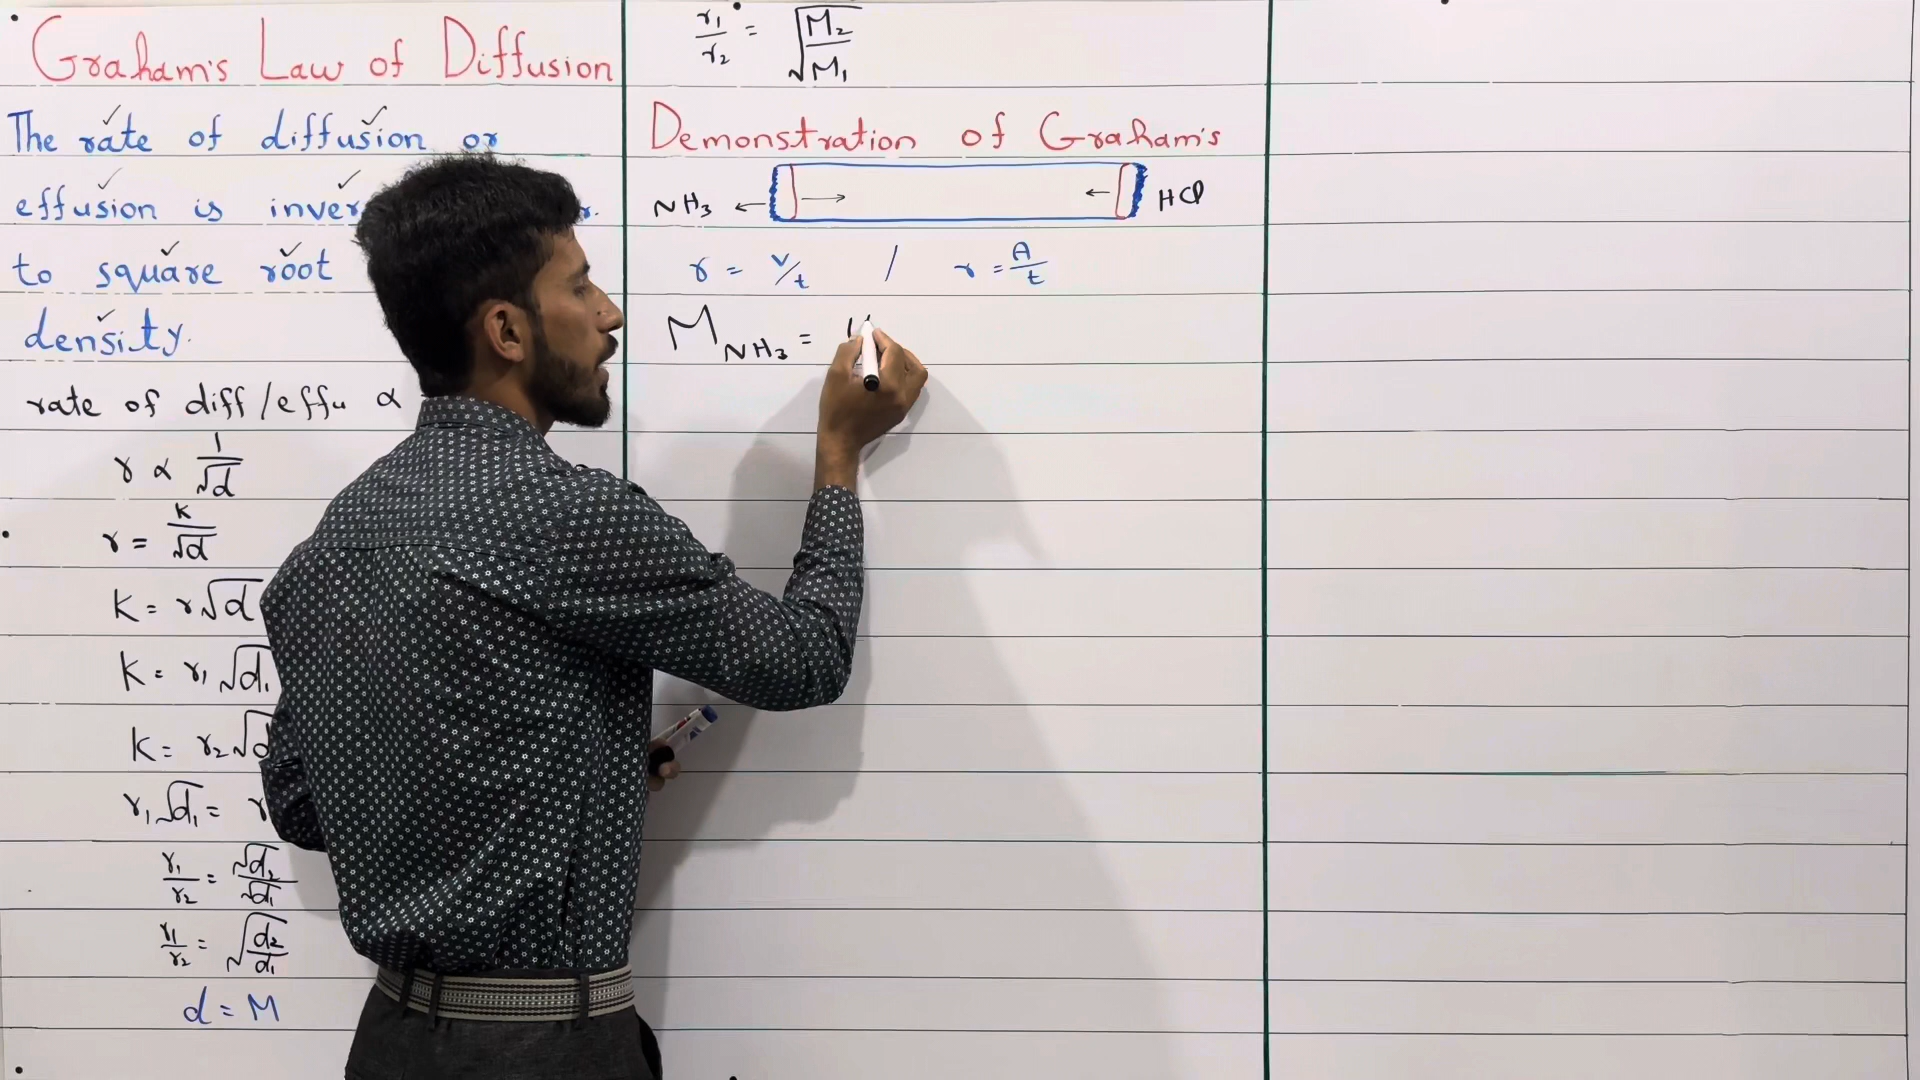 Graham's Law of Diffusion
The rate of diffusion or
effusion is
to square root
density.
rate of diff/effu ∝
r ∝ 1/√d
r = K/√d
K = r√d
K = r₁√d₁
K = r₂√d
r₁√d₁ = r
r₁/r₂ = √d₂/√d₁
r₁/r₂ = √(d₂/d₁)
d = M
r₁/r₂ = √(M₂/M₁)
Demonstration of Graham's
NH₃ ← → ← HCl
r = V/t / r = A/t
M NH₃ =